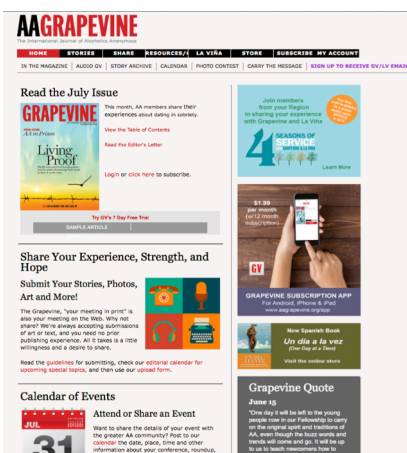 AAGRAPEVINE
The International Journal of Alcoholics Anonymous
HOME STORIES SHARE RESOURCES/ LA VIÑA STORE SUBSCRIBE MY ACCOUNT
IN THE MAGAZINE AUDIO GV STORY ARCHIVE CALENDAR PHOTO CONTEST CARRY THE MESSAGE SIGN UP TO RECEIVE GV/LV EMAI
Read the July Issue
GRAPEVINE
AA in Prison
Living
Proof
This month, AA members share their
experiences about dating in sobriety.
View the Table of Contents
Read the Editor's Letter
Login or click here to subscribe.
Try GV's 7 Day Free Trial
SAMPLE ARTICLE
Share Your Experience, Strength, and
Hope
Submit Your Stories, Photos,
Art and More!
The Grapevine, "your meeting in print" is
also your meeting on the Web. Why not
share? We're always accepting submissions
of art or text, and you need no prior
publishing experience. All it takes is a little
willingness and a desire to share.
Read the guidelines for submitting, check our editorial calendar for
upcoming special topics, and then use our upload form.
Calendar of Events
JUL
31
Attend or Share an Event
Want to share the details of your event with
the greater AA community? Post to our
calendar the date, place, time and other
information about your conference, roundup,
Join members
from your Region
in sharing your experience
with Grapevine and La Viña
4 SEASONS OF
SERVICE
Learn More
$1.99
per month
(w/12 month
subscription)
GV
GRAPEVINE SUBSCRIPTION APP
For Android, iPhone & iPad
www.aagrapevine.org/app
New Spanish Book
Un día a la vez
(One Day at a Time)
Visit the online store
Grapevine Quote
June 15
"One day it will be left to the young
people now in our Fellowship to carry
on the original spirit and traditions of
AA, even though the buzz words and
trends will come and go. It will be up
to us to teach newcomers how to